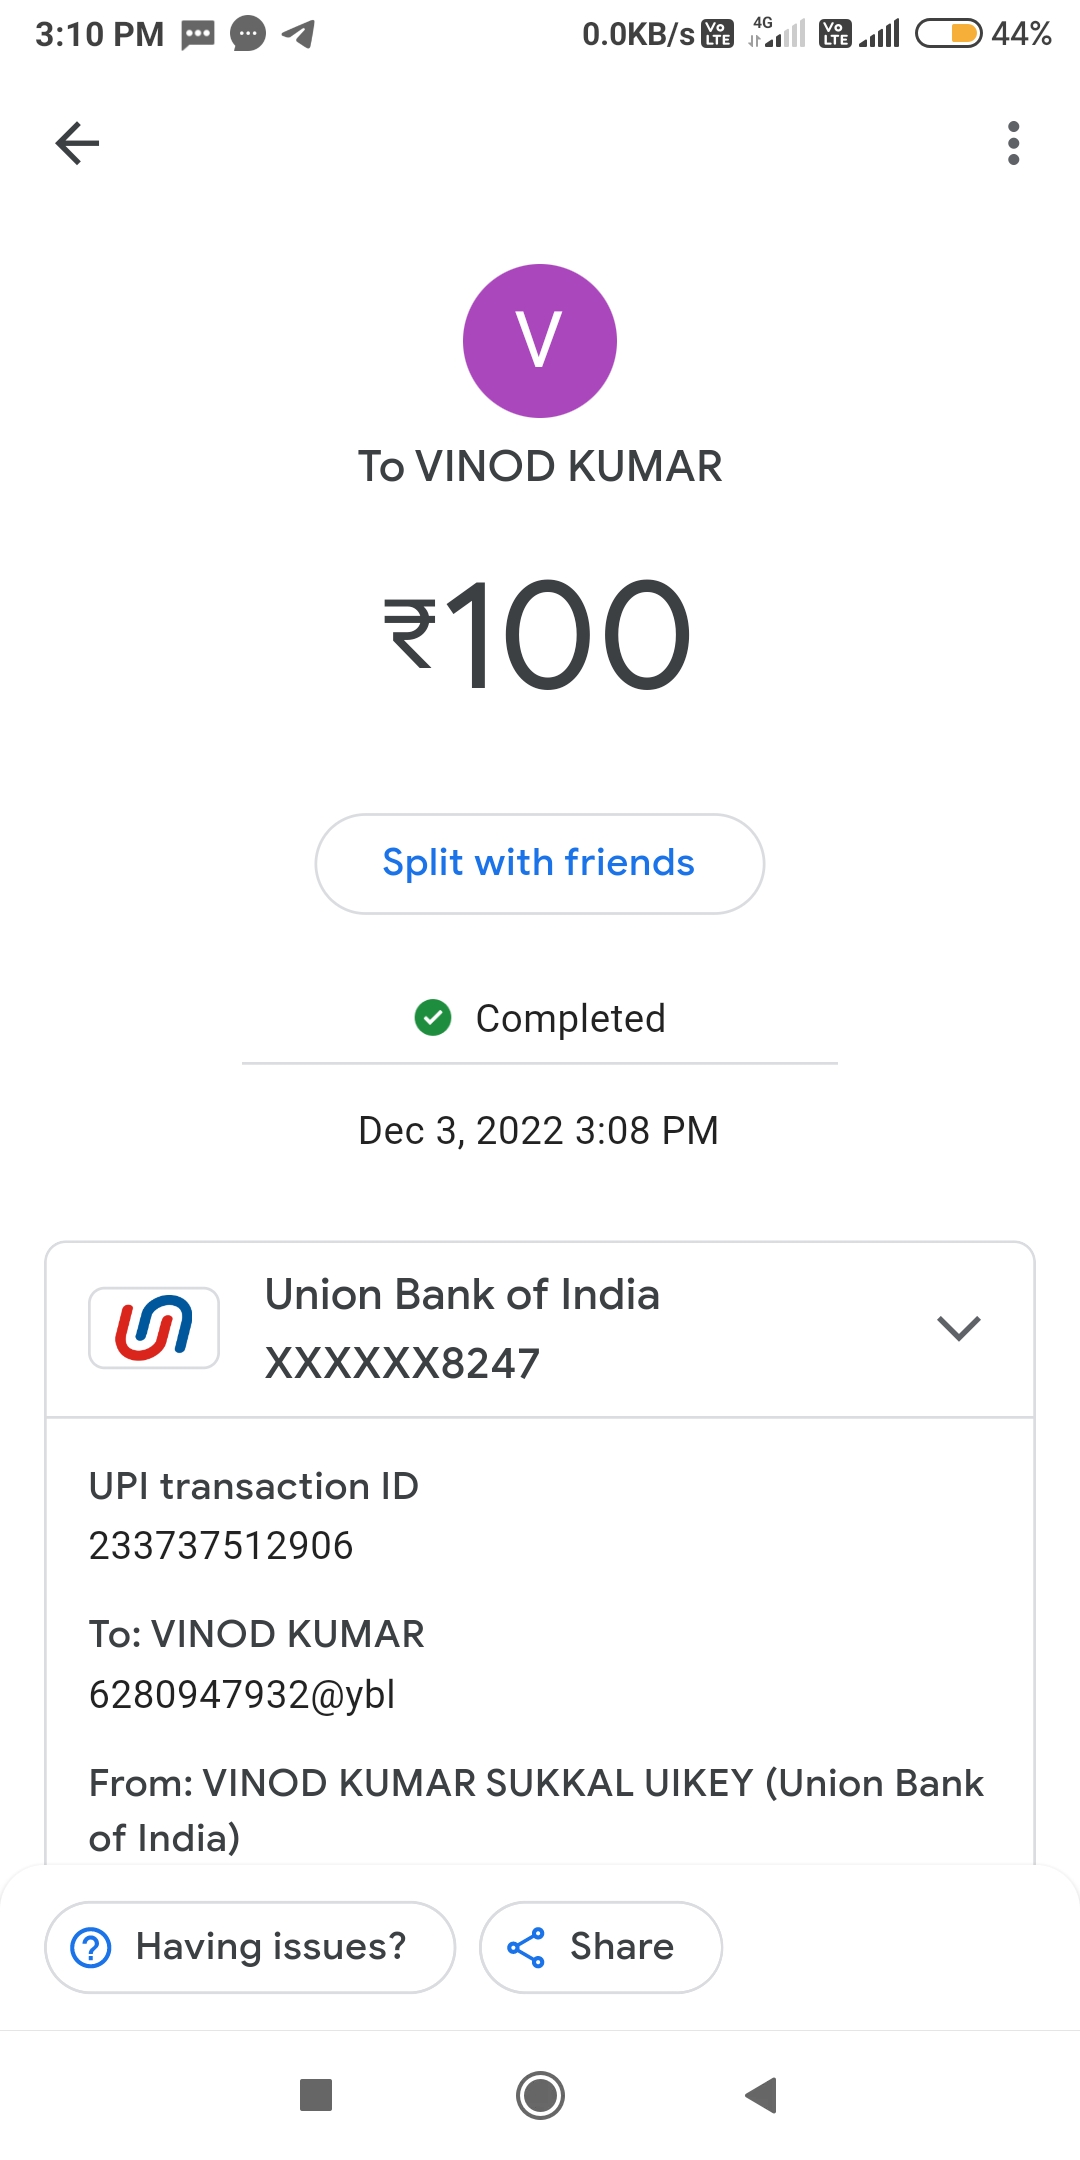 3:10 PM 0.0KB/s Vo LTE 4G Vo LTE 44%
V
To VINOD KUMAR
₹100
Split with friends
Completed
Dec 3, 2022 3:08 PM
Union Bank of India
XXXXXX8247
UPI transaction ID
233737512906
To: VINOD KUMAR
6280947932@ybl
From: VINOD KUMAR SUKKAL UIKEY (Union Bank
of India)
Having issues? Share